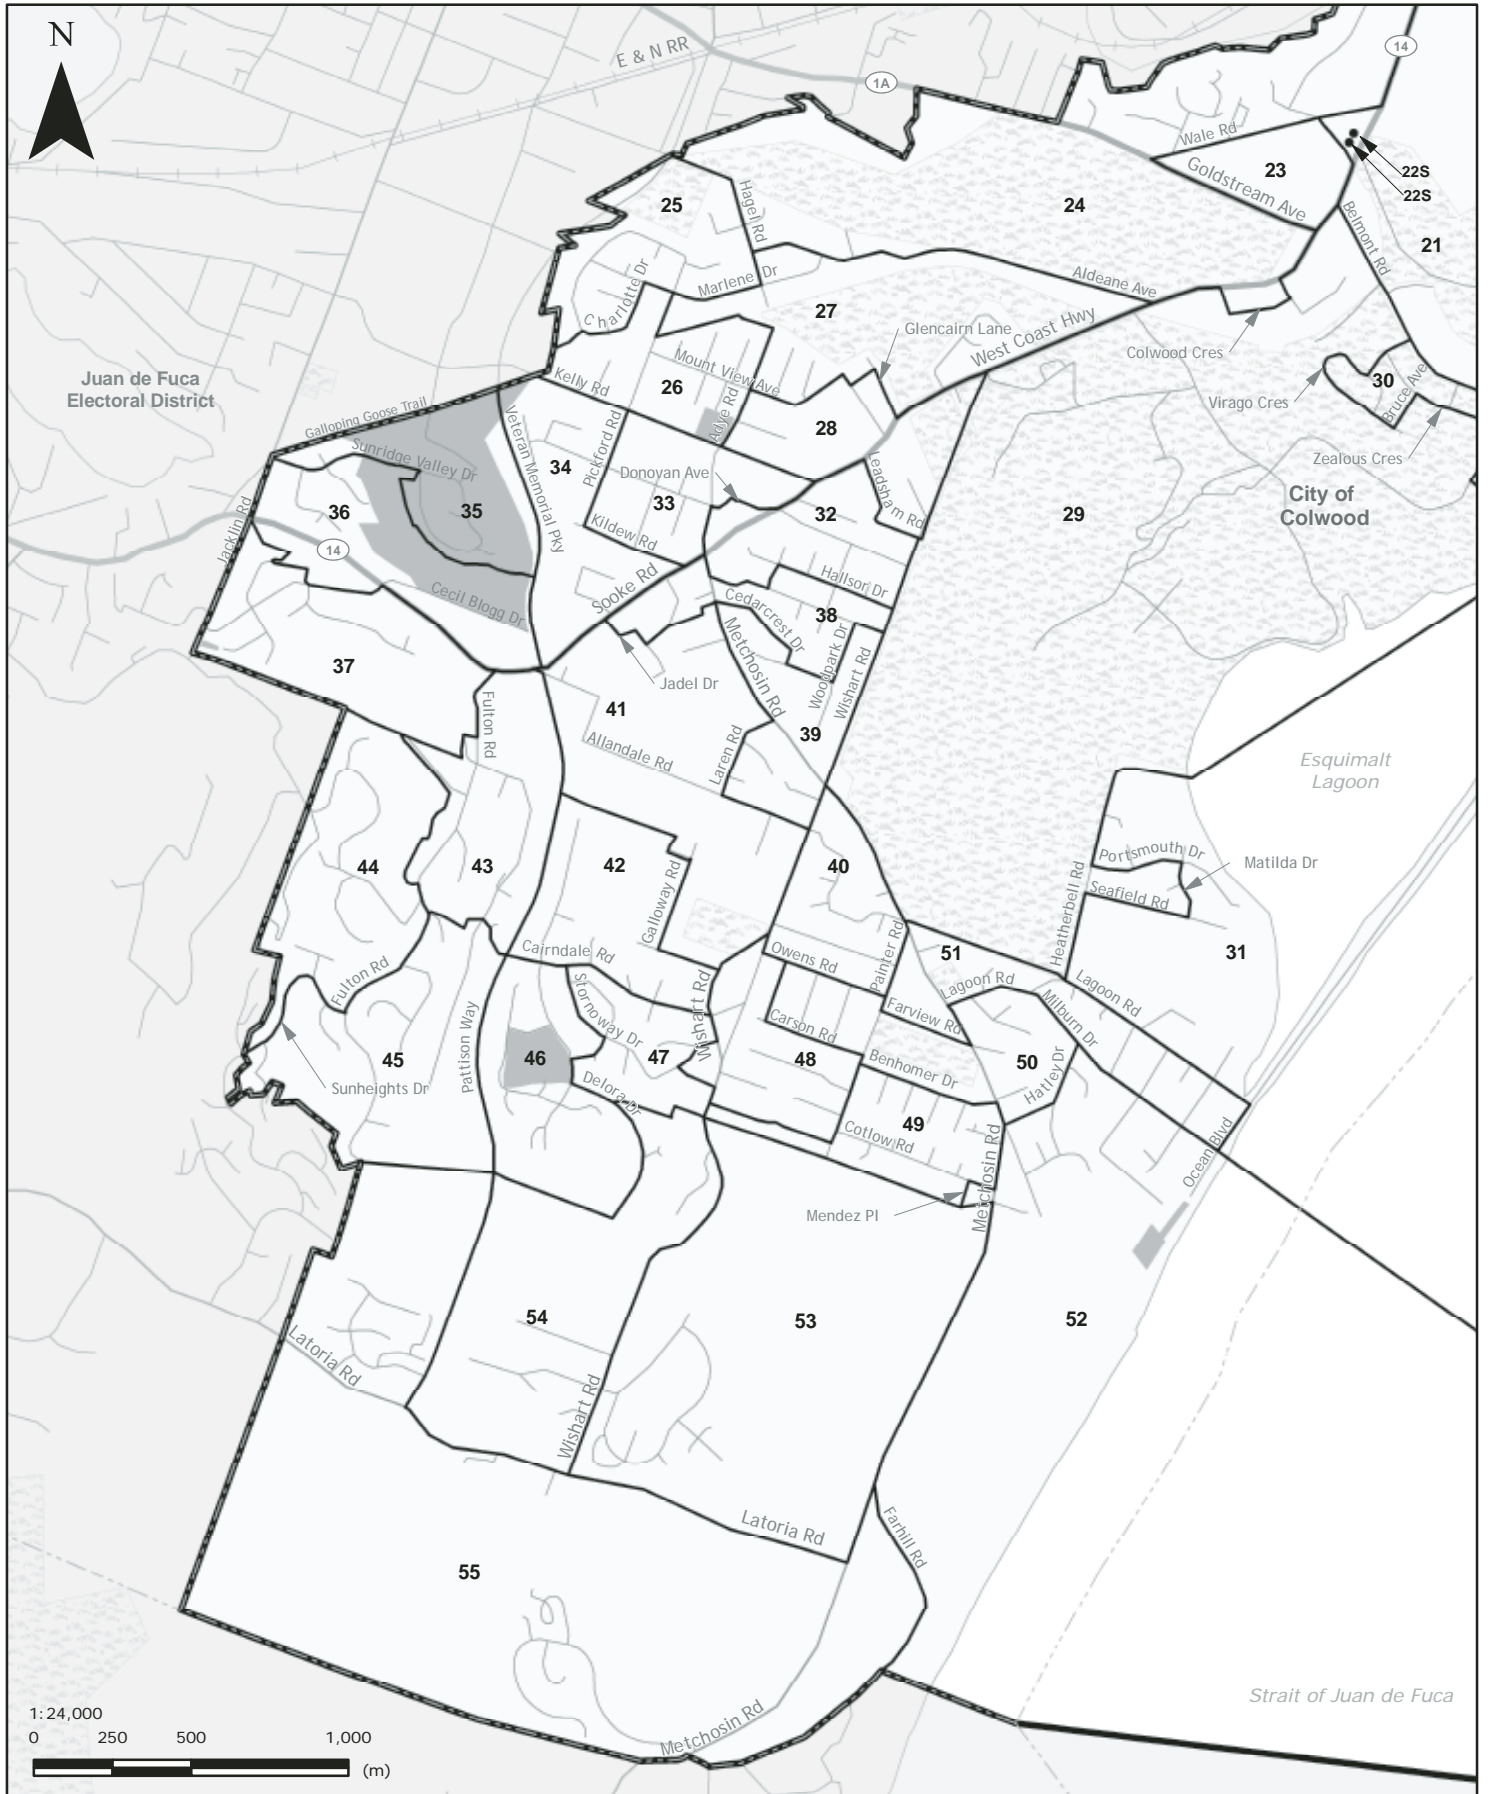 N
E & N RR
14
1A
Wale Rd
23
Goldstream Ave
22S
22S
25
Hagel Rd
24
Belmont Rd
21
Charlotte Dr
Marlene Dr
Aldeane Ave
27
Glencairn Lane
West Coast Hwy
Colwood Cres
Mount View Ave
Juan de Fuca
Electoral District
Kelly Rd
26
Virago Cres
30
Bruce Ave
Galloping Goose Trail
Adye Rd
28
Sunridge Valley Dr
Veteran Memorial Pky
34
Pickford Rd
Donovan Ave
Leadsham Rd
Zealous Cres
City of
Colwood
36
35
33
32
29
Jacklin Rd
14
Kildew Rd
Sooke Rd
Hallsor Dr
Cecil Blogg Dr
Cedarcrest Dr
38
37
Metchosin Rd
Woodpark Dr
Wishart Rd
Jadel Dr
Fulton Rd
41
39
Allandale Rd
Laren Rd
Esquimalt
Lagoon
44
43
42
40
Portsmouth Dr
Matilda Dr
Heatherbell Rd
Seafield Rd
Galloway Rd
Cairndale Rd
Owens Rd
Painter Rd
51
31
Fulton Rd
Stornoway Dr
Wishart Rd
Lagoon Rd
Lagoon Rd
Farview Rd
Milburn Dr
Carson Rd
Pattison Way
45
46
47
48
Benhomer Dr
50
Hatley Dr
Sunheights Dr
Delora Dr
49
Cotlow Rd
Metchosin Rd
Ocean Blvd
Mendez Pl
54
53
52
Latoria Rd
Wishart Rd
Latoria Rd
Farhill Rd
55
Strait of Juan de Fuca
Metchosin Rd
1:24,000
0 250 500 1,000
(m)